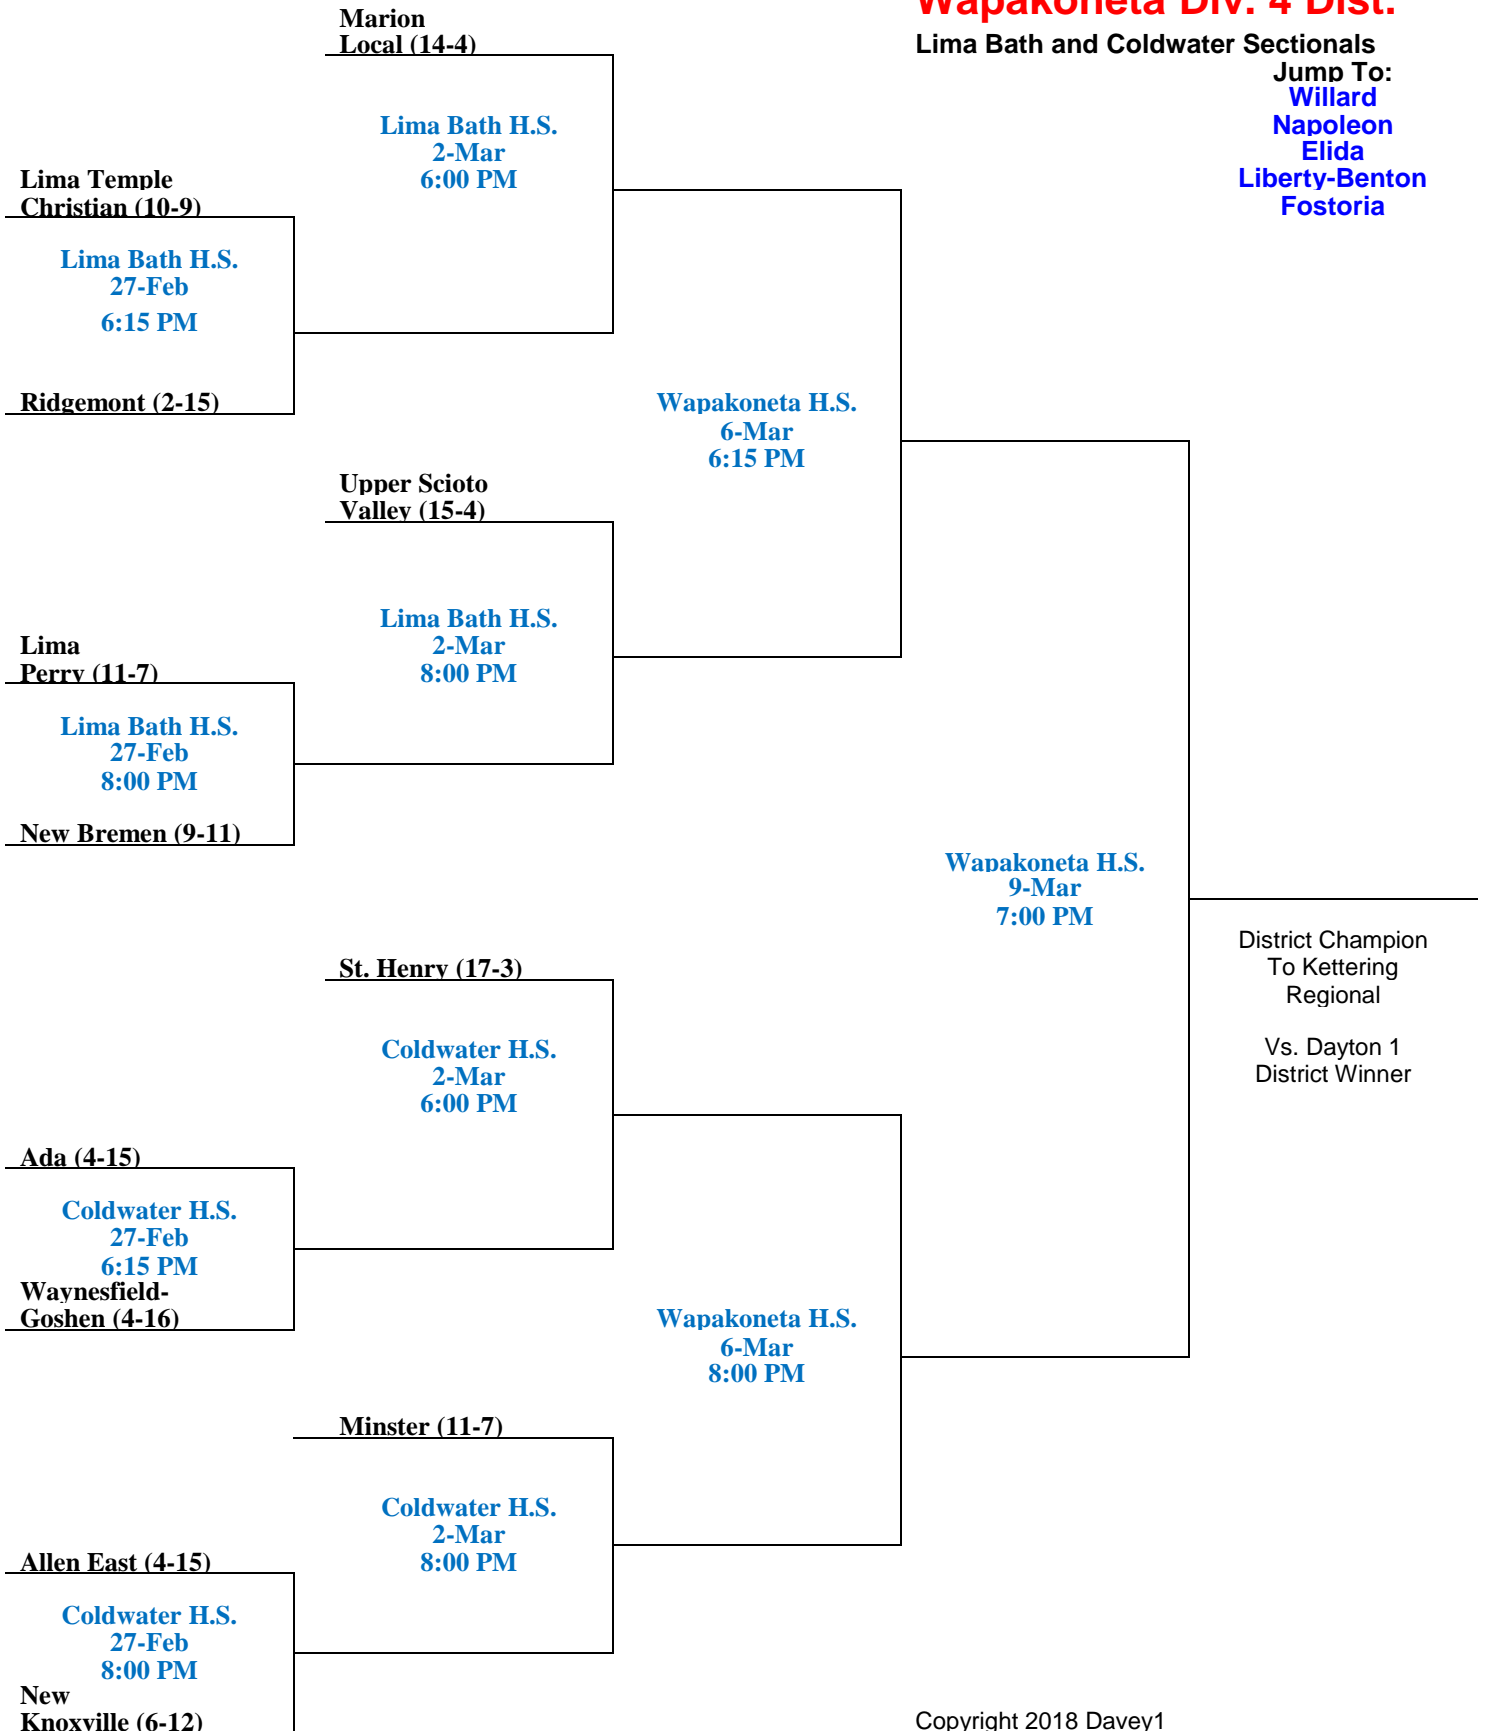 Wapakoneta Div. 4 Dist.
Lima Bath and Coldwater Sectionals
Jump To:
Willard
Napoleon
Elida
Liberty-Benton
Fostoria
Marion
Local (14-4)
Lima Bath H.S.
2-Mar
6:00 PM
Lima Temple
Christian (10-9)
Lima Bath H.S.
27-Feb
6:15 PM
Ridgemont (2-15)
Wapakoneta H.S.
6-Mar
6:15 PM
Upper Scioto
Valley (15-4)
Lima Bath H.S.
2-Mar
8:00 PM
Lima
Perry (11-7)
Lima Bath H.S.
27-Feb
8:00 PM
New Bremen (9-11)
Wapakoneta H.S.
9-Mar
7:00 PM
District Champion
To Kettering
Regional
Vs. Dayton 1
District Winner
St. Henry (17-3)
Coldwater H.S.
2-Mar
6:00 PM
Ada (4-15)
Coldwater H.S.
27-Feb
6:15 PM
Waynesfield-
Goshen (4-16)
Wapakoneta H.S.
6-Mar
8:00 PM
Minster (11-7)
Coldwater H.S.
2-Mar
8:00 PM
Allen East (4-15)
Coldwater H.S.
27-Feb
8:00 PM
New
Knoxville (6-12)
Copyright 2018 Davey1